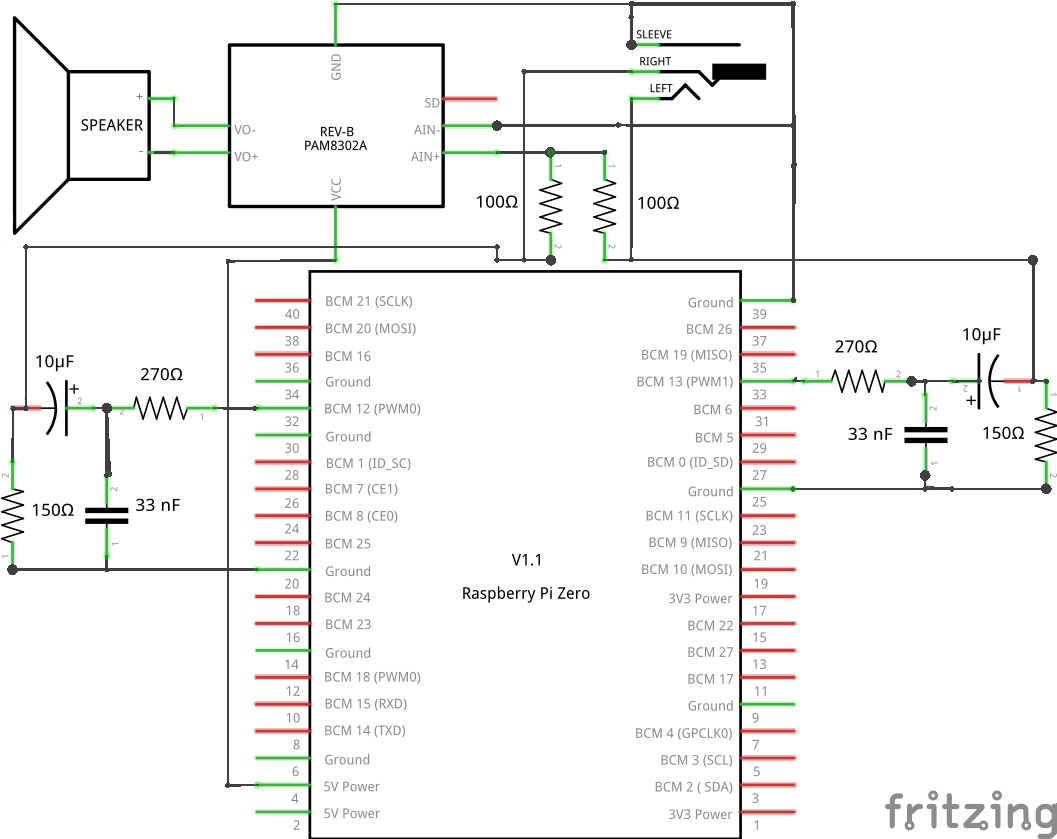 SLEEVE
RIGHT
LEFT
GND
+
SPEAKER
-
VO-
VO+
REV-B
PAM8302A
SD
AIN-
AIN+
VCC
1
1
100Ω
100Ω
2
2
BCM 21 (SCLK)
40
BCM 20 (MOSI)
38
BCM 16
36
Ground
34
BCM 12 (PWM0)
32
Ground
30
BCM 1 (ID_SC)
28
BCM 7 (CE1)
26
BCM 8 (CE0)
24
BCM 25
22
Ground
20
BCM 24
18
BCM 23
16
Ground
14
BCM 18 (PWM0)
12
BCM 15 (RXD)
10
BCM 14 (TXD)
8
Ground
6
5V Power
4
5V Power
2
Ground
39
BCM 26
37
BCM 19 (MISO)
35
BCM 13 (PWM1)
33
BCM 6
31
BCM 5
29
BCM 0 (ID_SD)
27
Ground
25
BCM 11 (SCLK)
23
BCM 9 (MISO)
21
BCM 10 (MOSI)
19
3V3 Power
17
BCM 22
15
BCM 27
13
BCM 17
11
Ground
9
BCM 4 (GPCLK0)
7
BCM 3 (SCL)
5
BCM 2 ( SDA)
3
3V3 Power
1
V1.1
Raspberry Pi Zero
10µF
+
2
270Ω
2
1
2
150Ω
1
2
33 nF
1
270Ω
1
2
10µF
2
+
33 nF
2
1
150Ω
1
2
fritzing